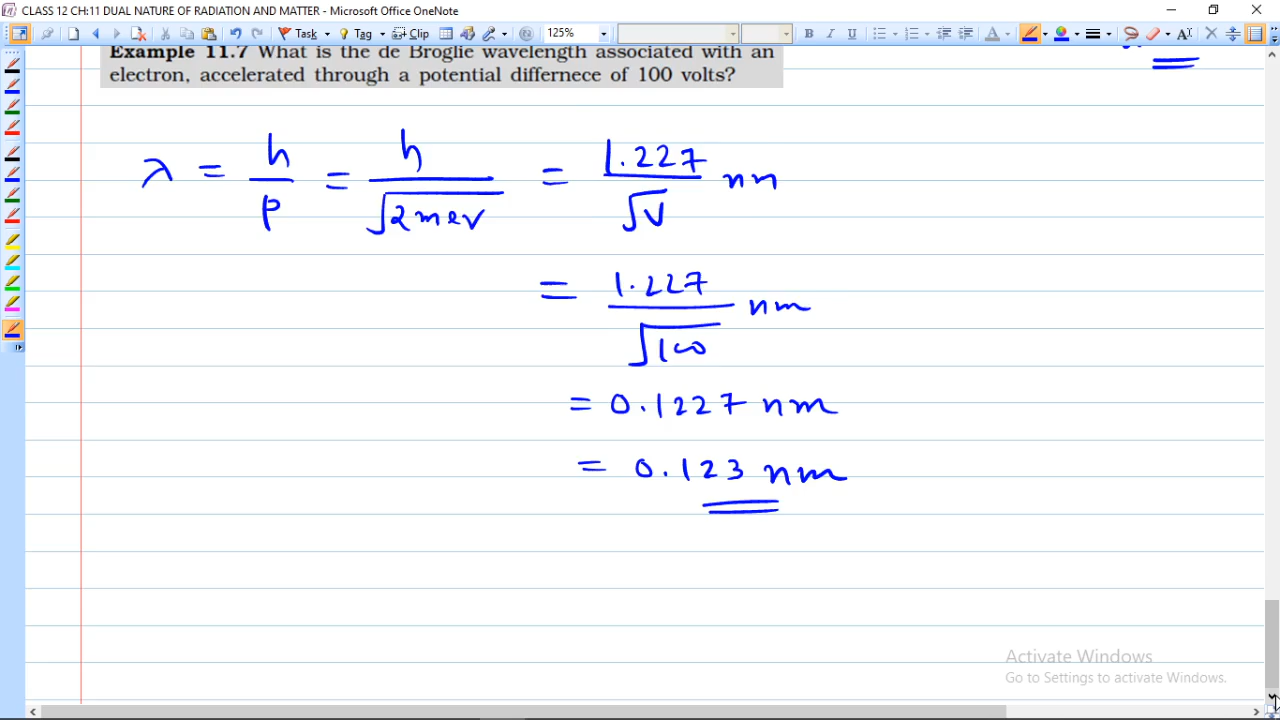 CLASS 12 CH:11 DUAL NATURE OF RADIATION AND MATTER - Microsoft Office OneNote
Task Tag Clip 125% B I U A
Example 11.7 What is the de Broglie wavelength associated with an
electron, accelerated through a potential differnece of 100 volts?
λ = h/p = h/√2meV = 1.227/√V nm
= 1.227/√100 nm
= 0.1227 nm
= 0.123 nm
Activate Windows
Go to Settings to activate Windows.